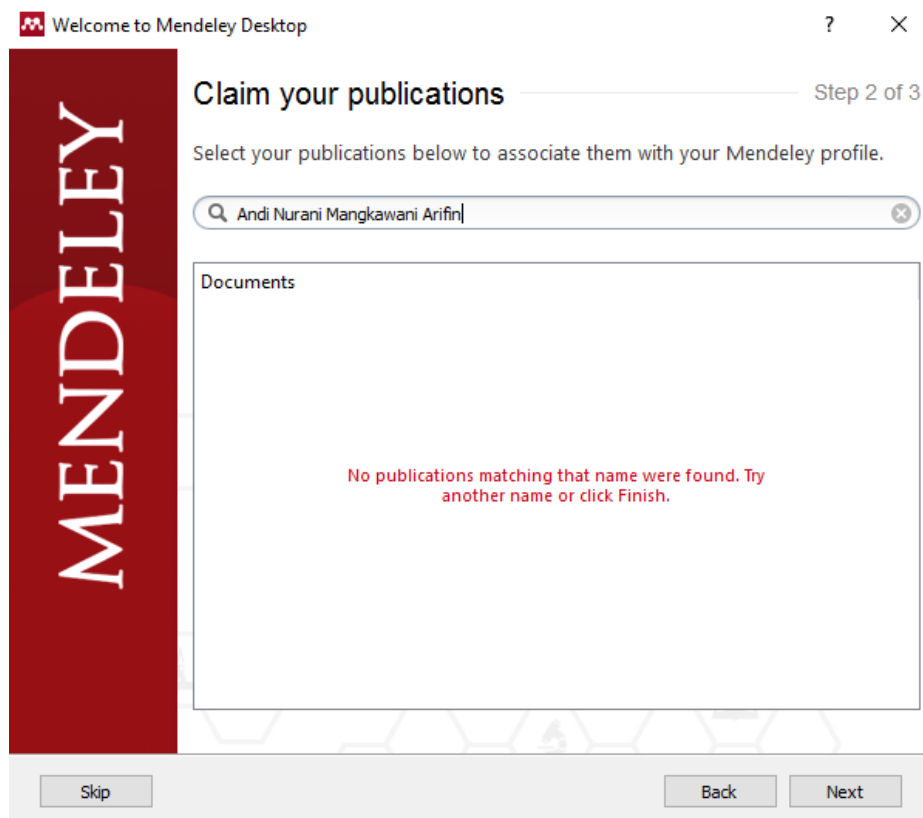 Welcome to Mendeley Desktop
?
Claim your publications
Step 2 of 3
Select your publications below to associate them with your Mendeley profile.
Andi Nurani Mangkawani Arifin
Documents
No publications matching that name were found. Try
another name or click Finish.
MENDELEY
Skip
Back
Next